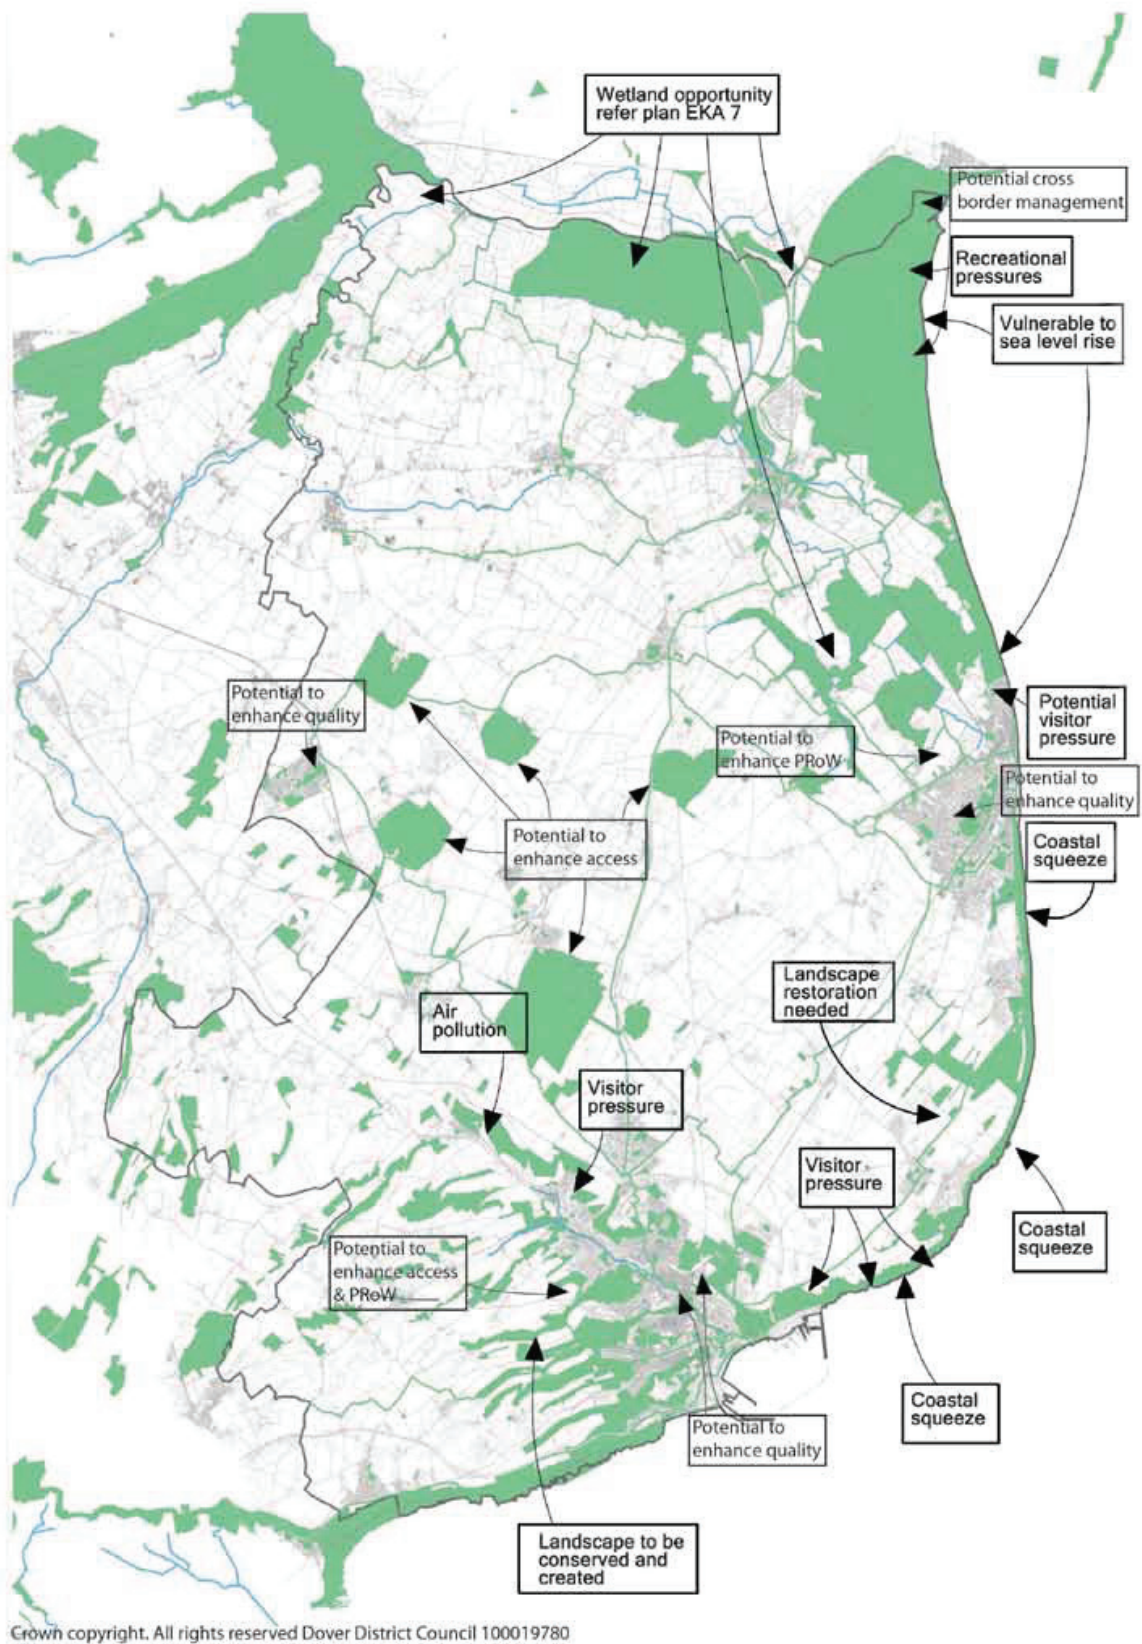 Wetland opportunity
refer plan EKA 7
Potential cross
border management
Recreational
pressures
Vulnerable to
sea level rise
Potential to
enhance quality
Potential
visitor
pressure
Potential to
enhance PRoW
Potential to
enhance quality
Potential to
enhance access
Coastal
squeeze
Landscape
restoration
needed
Air
pollution
Visitor
pressure
Visitor
pressure
Coastal
squeeze
Potential to
enhance access
& PRoW
Coastal
squeeze
Potential to
enhance quality
Landscape to be
conserved and
created
Crown copyright. All rights reserved Dover District Council 100019780